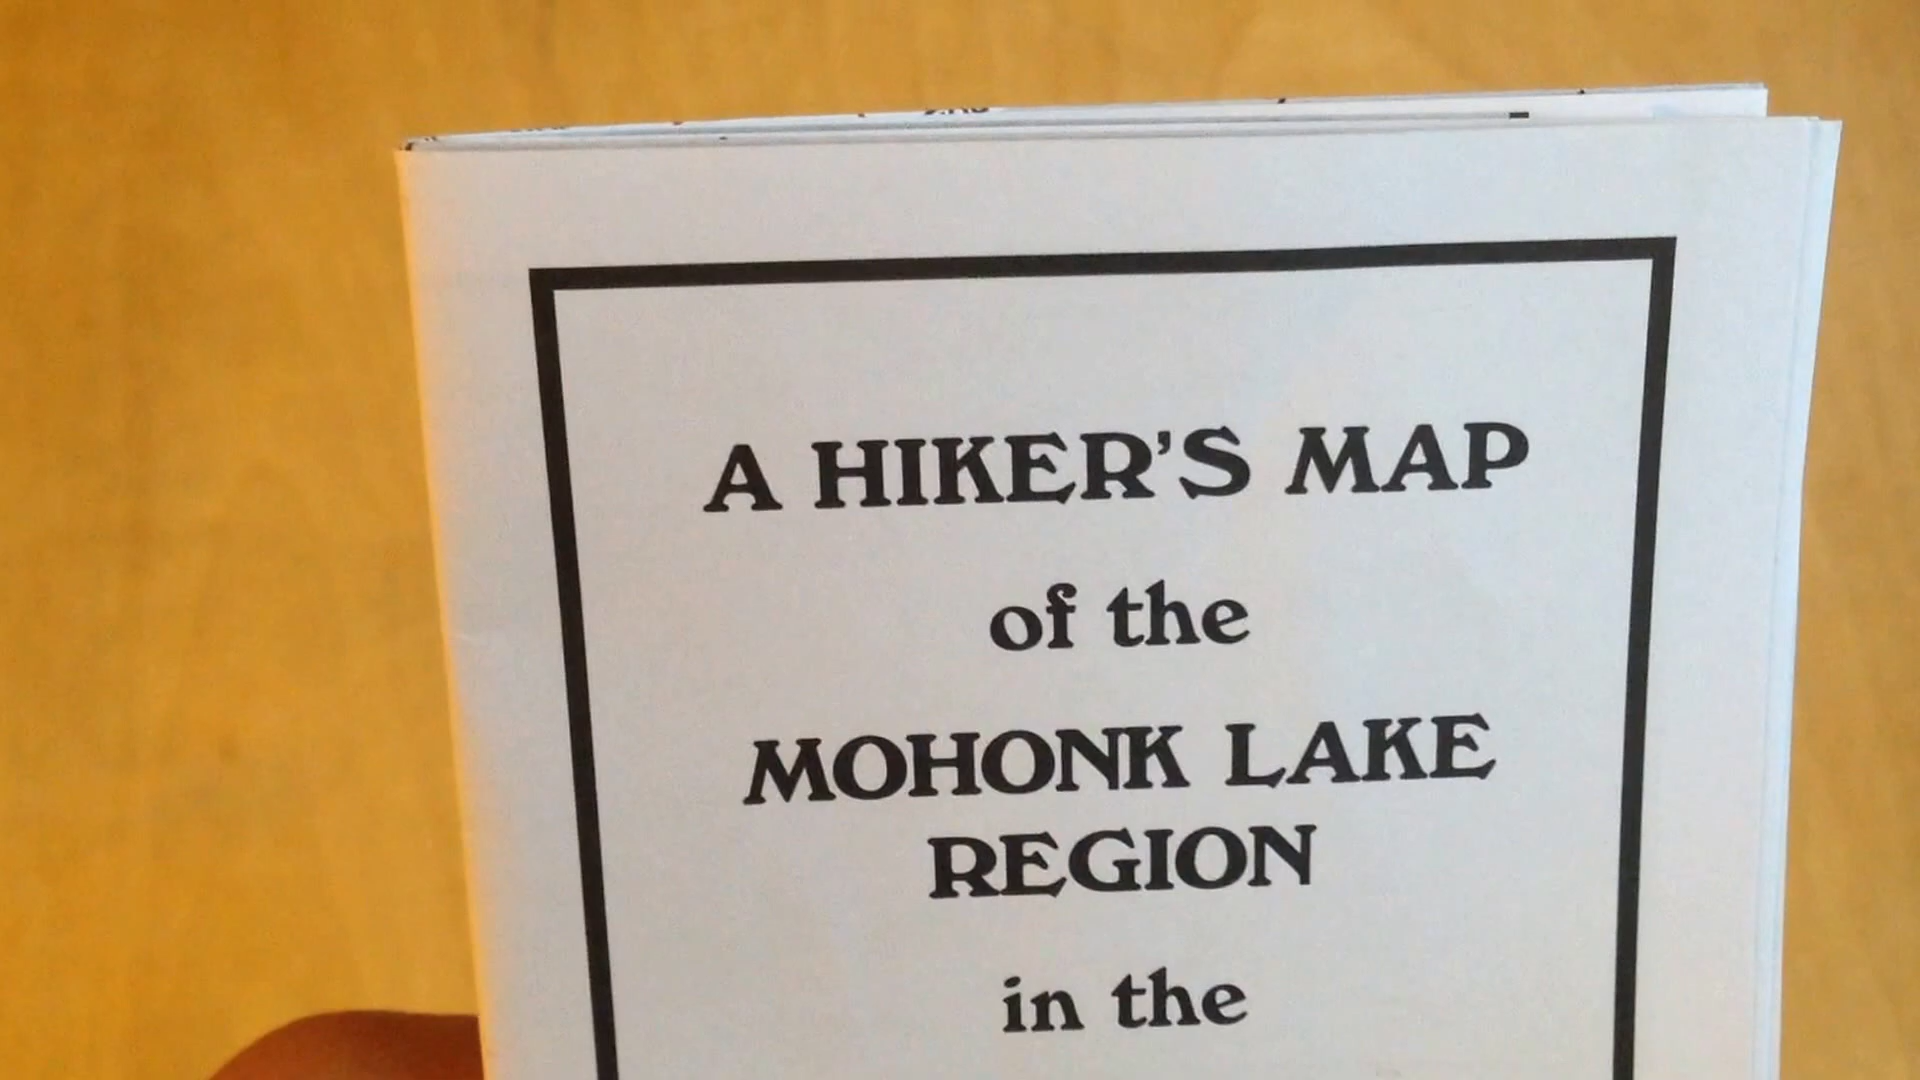 A HIKER'S MAP
of the
MOHONK LAKE
REGION
in the